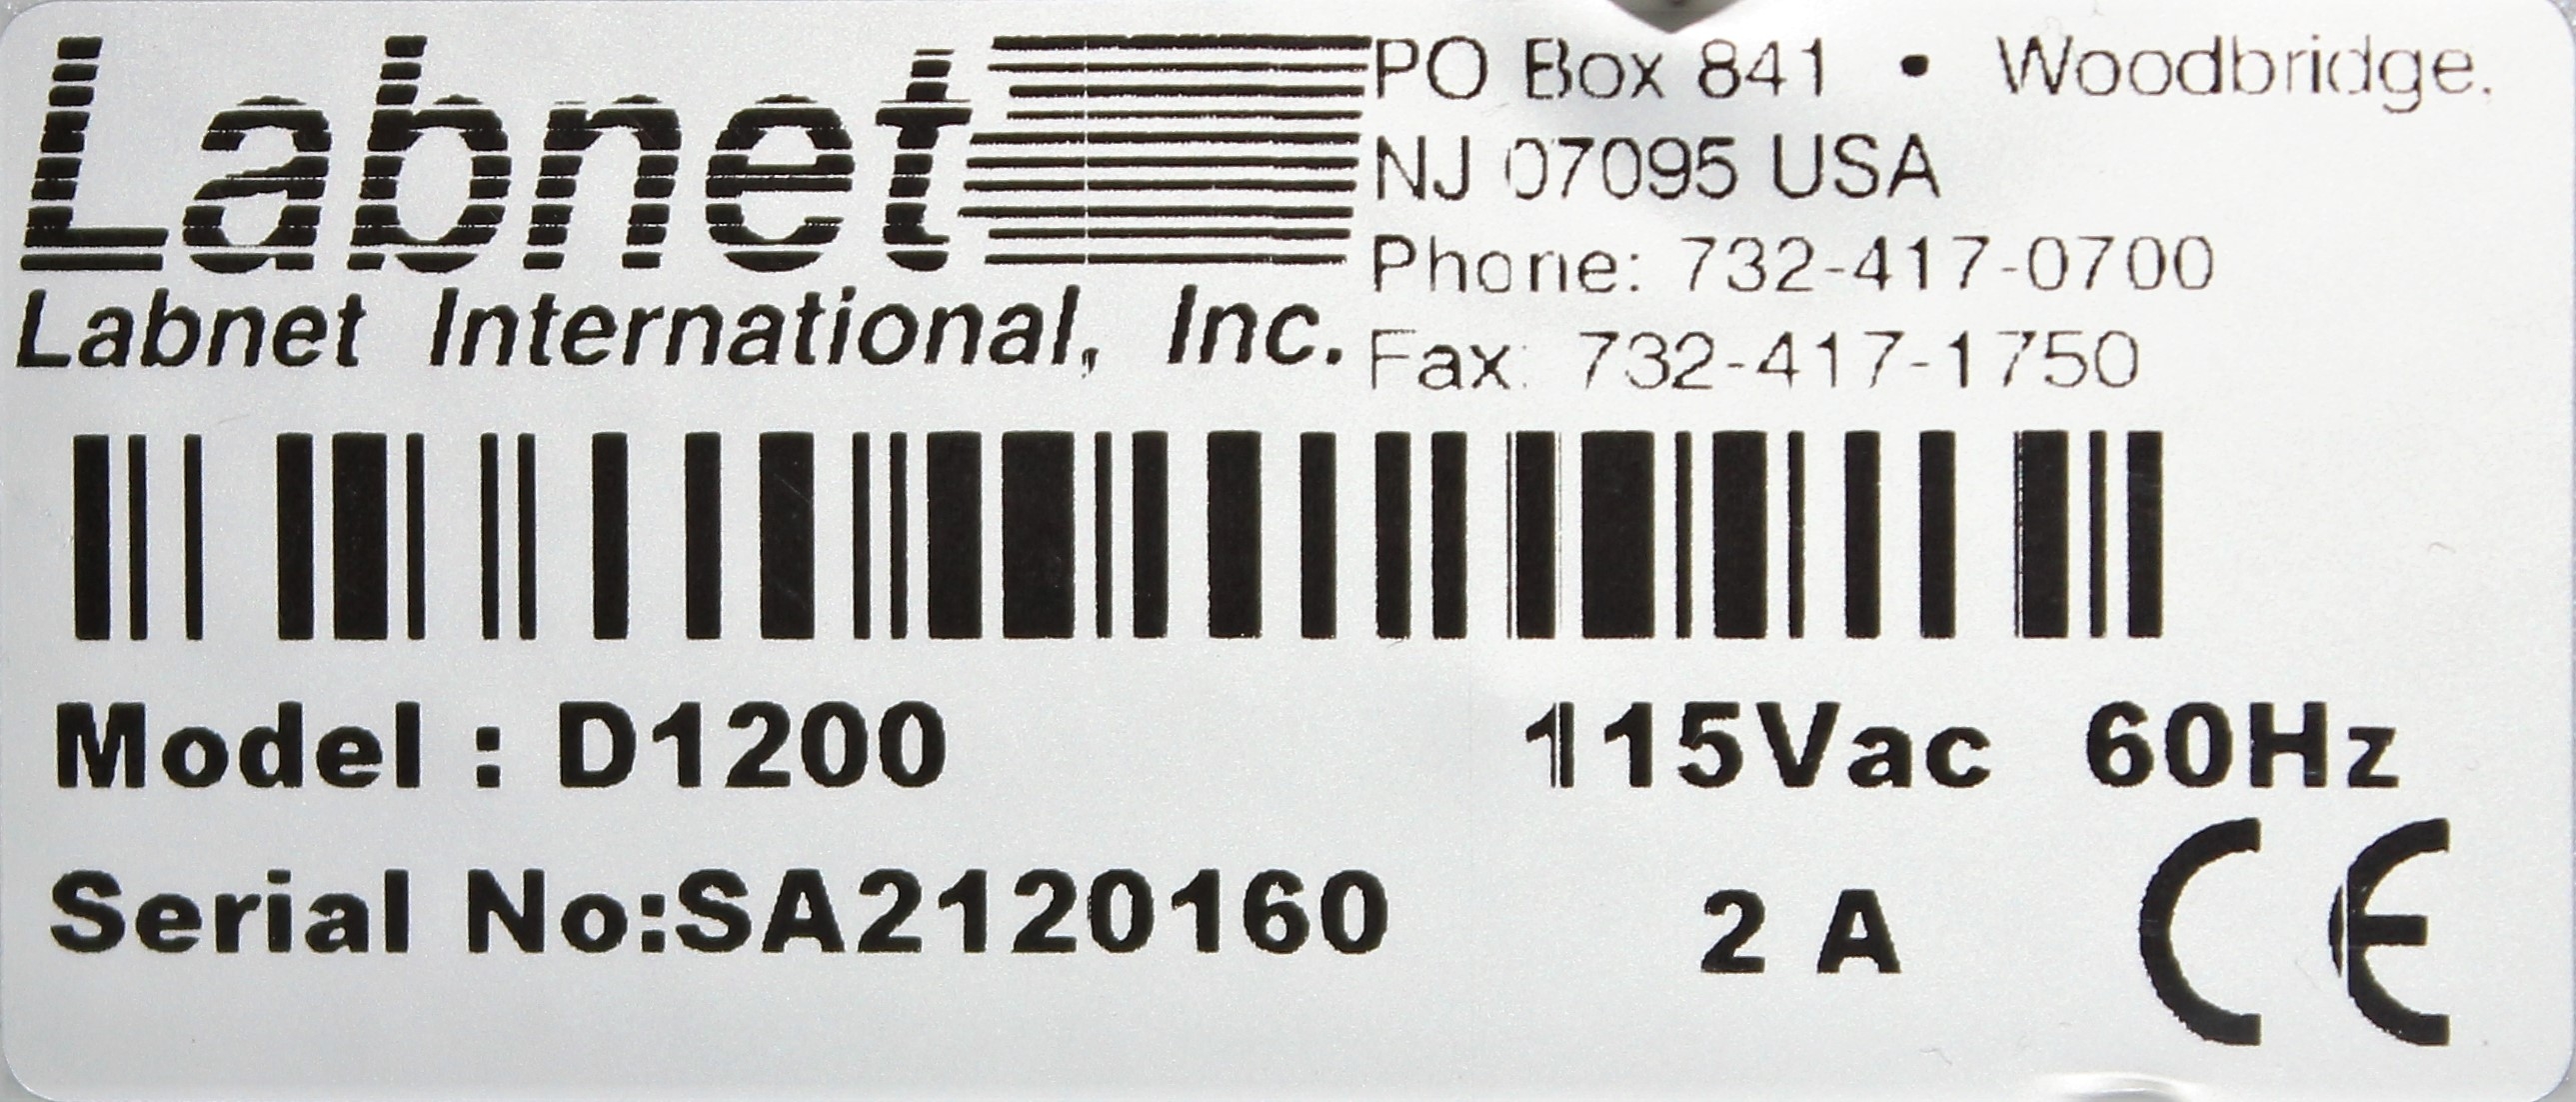 Labnet
Labnet International, Inc.
PO Box 841 • Woodbridge,
NJ 07095 USA
Phone: 732-417-0700
Fax: 732-417-1750
Model : D1200
115Vac 60Hz
Serial No:SA2120160
2 A
CE